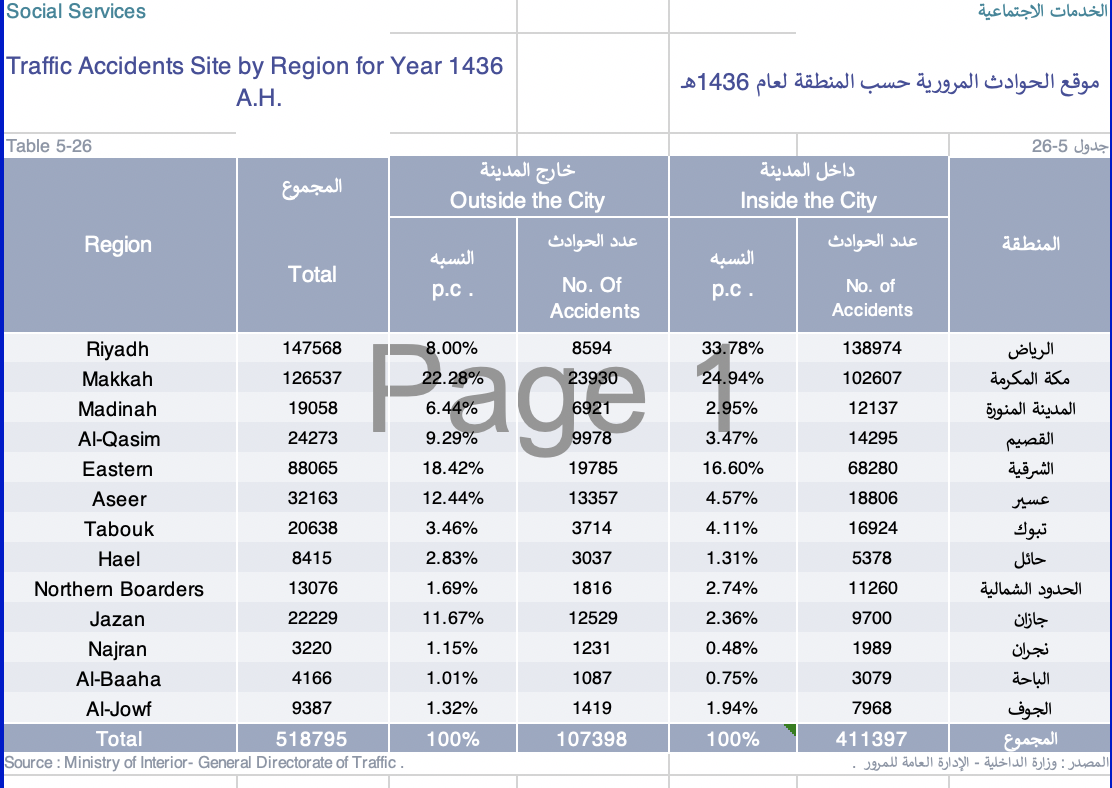 Social Services
الخدمات الاجتماعية
Traffic Accidents Site by Region for Year 1436
A.H.
موقع الحوادث المرورية حسب المنطقة لعام 1436هـ
Table 5-26
جدول 5-26
Region
المجموع
Total
خارج المدينة
Outside the City
داخل المدينة
Inside the City
المنطقة
النسبه
p.c .
عدد الحوادث
No. Of
Accidents
النسبه
p.c .
عدد الحوادث
No. of
Accidents
Riyadh 147568 8.00% 8594 33.78% 138974 الرياض
Makkah 126537 22.28% 23930 24.94% 102607 مكة المكرمة
Madinah 19058 6.44% 6921 2.95% 12137 المدينة المنورة
Al-Qasim 24273 9.29% 9978 3.47% 14295 القصيم
Eastern 88065 18.42% 19785 16.60% 68280 الشرقية
Aseer 32163 12.44% 13357 4.57% 18806 عسير
Tabouk 20638 3.46% 3714 4.11% 16924 تبوك
Hael 8415 2.83% 3037 1.31% 5378 حائل
Northern Boarders 13076 1.69% 1816 2.74% 11260 الحدود الشمالية
Jazan 22229 11.67% 12529 2.36% 9700 جازان
Najran 3220 1.15% 1231 0.48% 1989 نجران
Al-Baaha 4166 1.01% 1087 0.75% 3079 الباحة
Al-Jowf 9387 1.32% 1419 1.94% 7968 الجوف
Total 518795 100% 107398 100% 411397 المجموع
Page 1
Source : Ministry of Interior- General Directorate of Traffic .
المصدر : وزارة الداخلية - الإدارة العامة للمرور .